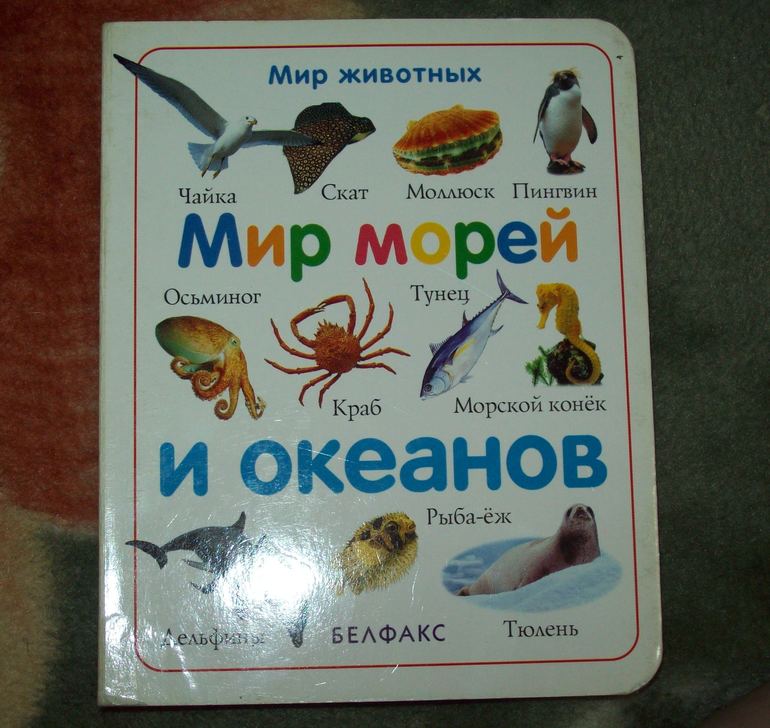 Мир животных
Чайка Скат Моллюск Пингвин
Мир морей
Осьминог Тунец
Краб Морской конёк
и океанов
Рыба-ёж
Дельфины БЕЛФАКС Тюлень